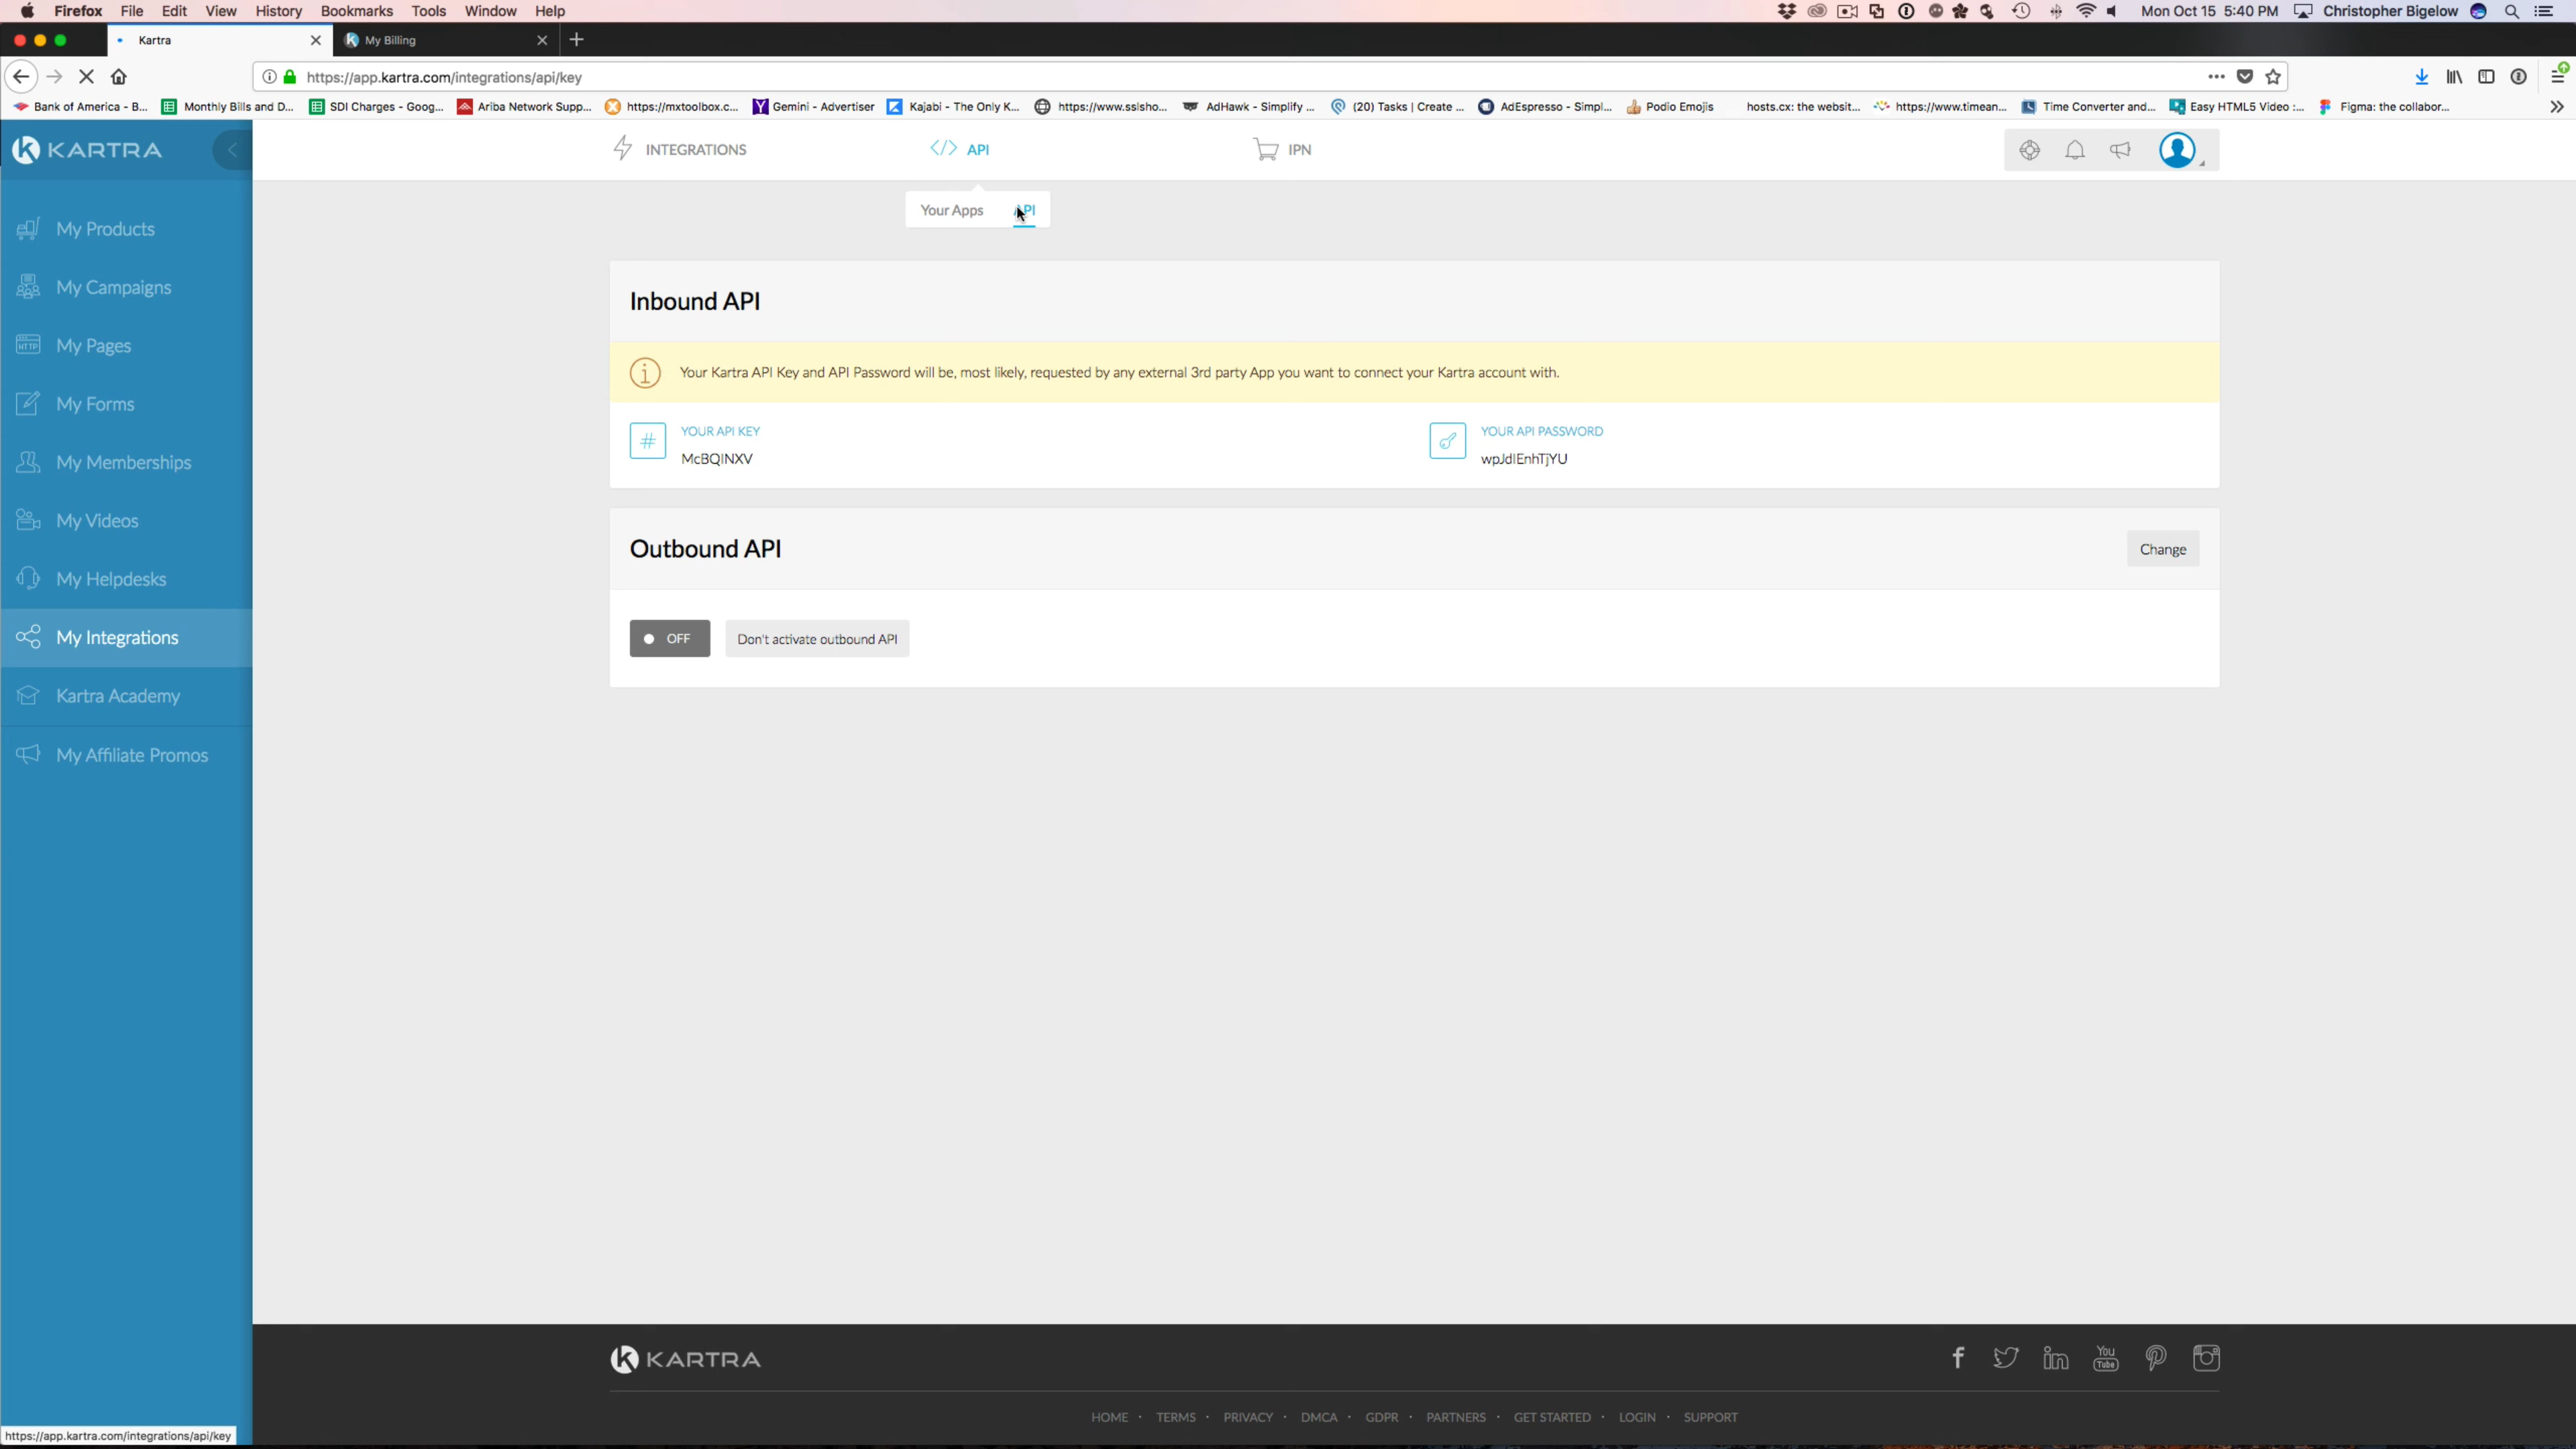 Firefox File Edit View History Bookmarks Tools Window Help Mon Oct 15 5:40 PM Christopher Bigelow
Kartra My Billing
https://app.kartra.com/integrations/api/key
Bank of America - B... Monthly Bills and D... SDI Charges - Goog... Ariba Network Supp... https://mxtoolbox.c... Gemini - Advertiser Kajabi - The Only K... https://www.sslsho... AdHawk - Simplify ... (20) Tasks | Create ... AdEspresso - Simpl... Podio Emojis hosts.cx: the websit... https://www.timean... Time Converter and... Easy HTML5 Video :... Figma: the collabor...
KARTRA
INTEGRATIONS </> API IPN
Your Apps API
My Products
My Campaigns
HTTP My Pages
My Forms
My Memberships
My Videos
My Helpdesks
My Integrations
Kartra Academy
My Affiliate Promos
Inbound API
Your Kartra API Key and API Password will be, most likely, requested by any external 3rd party App you want to connect your Kartra account with.
# YOUR API KEY YOUR API PASSWORD
McBQINXV wpJdIEnhTjYU
Outbound API Change
OFF Don't activate outbound API
KARTRA
You Tube
HOME · TERMS · PRIVACY · DMCA · GDPR · PARTNERS · GET STARTED · LOGIN · SUPPORT
https://app.kartra.com/integrations/api/key